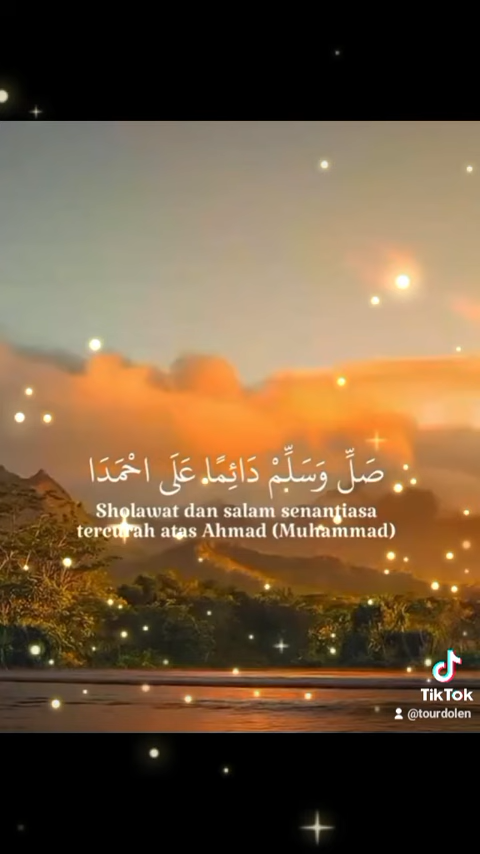 صَلِّ وَسَلِّمْ دَائِمًا عَلَى احْمَدَا
Sholawat dan salam senantiasa
tercurah atas Ahmad (Muhammad)
TikTok
@tourdolen